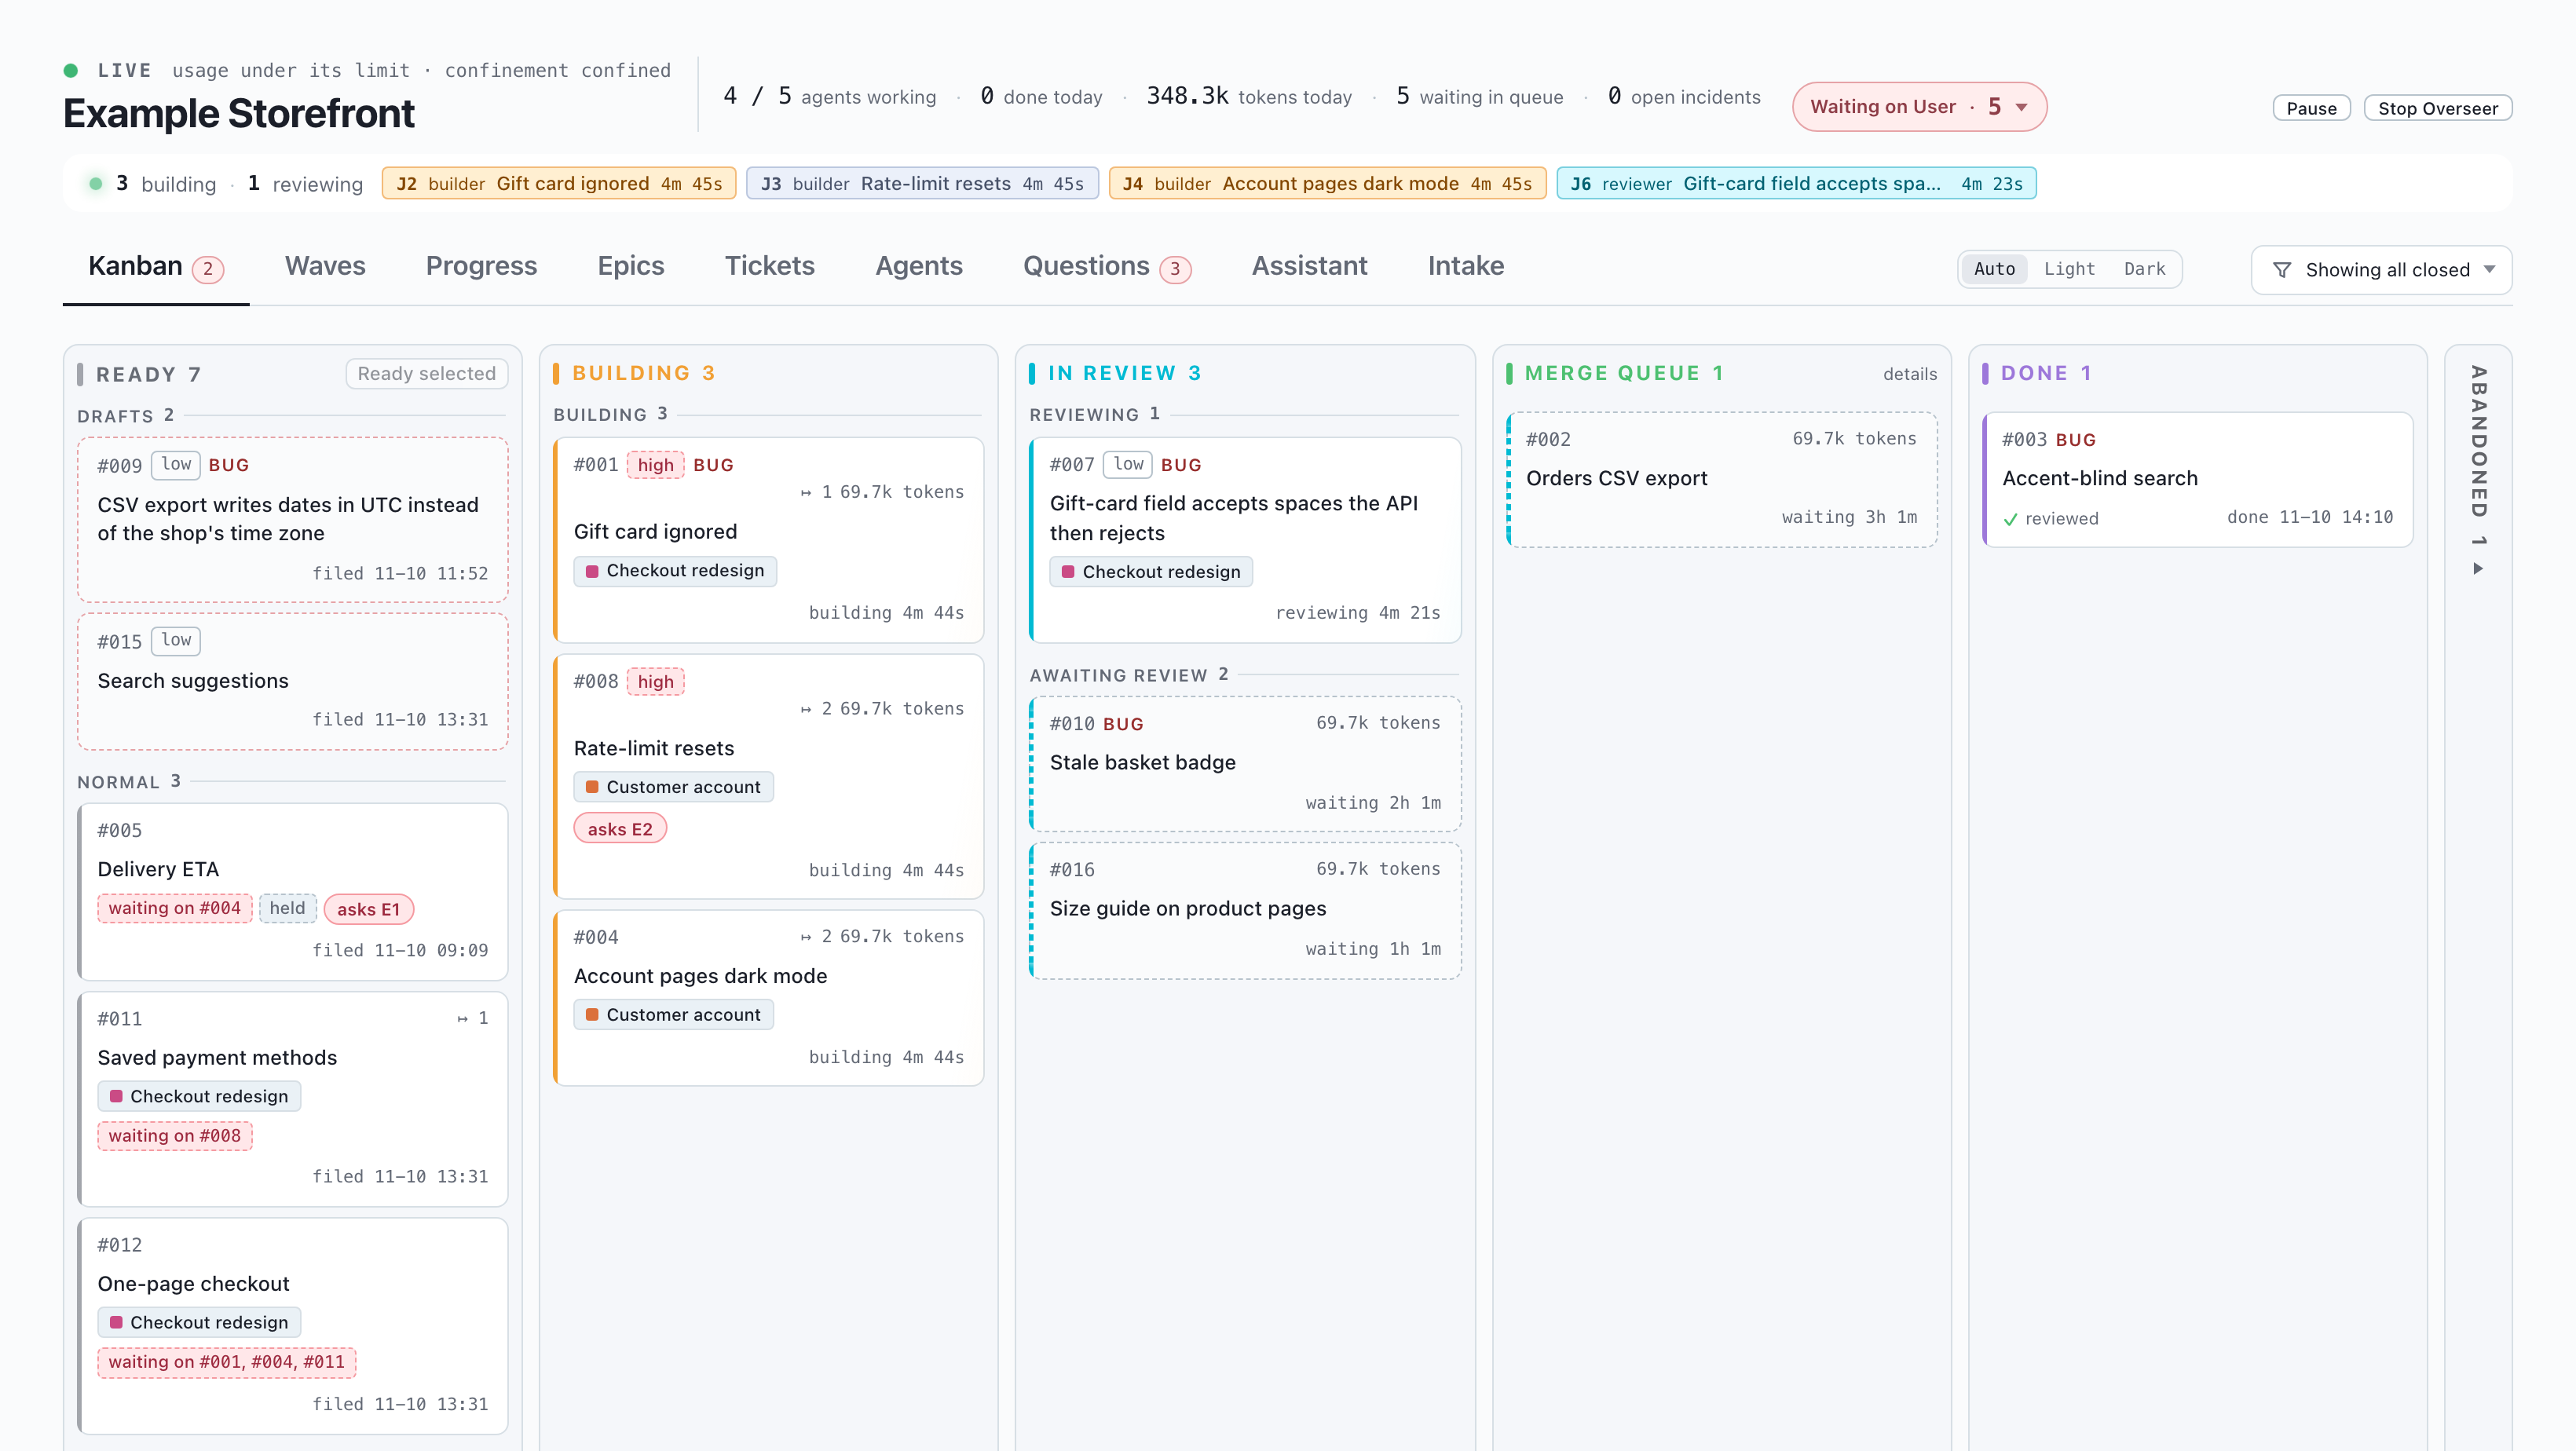 LIVE usage under its limit · confinement confined
Example Storefront
4 / 5 agents working · 0 done today · 348.3k tokens today · 5 waiting in queue · 0 open incidents
Waiting on User · 5
Pause
Stop Overseer
3 building · 1 reviewing
J2 builder Gift card ignored 4m 45s
J3 builder Rate-limit resets 4m 45s
J4 builder Account pages dark mode 4m 45s
J6 reviewer Gift-card field accepts spa... 4m 23s
Kanban 2
Waves
Progress
Epics
Tickets
Agents
Questions 3
Assistant
Intake
Auto Light Dark
Showing all closed
READY 7
Ready selected
DRAFTS 2
#009 low BUG
CSV export writes dates in UTC instead
of the shop's time zone
filed 11-10 11:52
#015 low
Search suggestions
filed 11-10 13:31
NORMAL 3
#005
Delivery ETA
waiting on #004 held asks E1
filed 11-10 09:09
#011 ↦ 1
Saved payment methods
Checkout redesign
waiting on #008
filed 11-10 13:31
#012
One-page checkout
Checkout redesign
waiting on #001, #004, #011
filed 11-10 13:31
BUILDING 3
BUILDING 3
#001 high BUG
↦ 1 69.7k tokens
Gift card ignored
Checkout redesign
building 4m 44s
#008 high
↦ 2 69.7k tokens
Rate-limit resets
Customer account
asks E2
building 4m 44s
#004 ↦ 2 69.7k tokens
Account pages dark mode
Customer account
building 4m 44s
IN REVIEW 3
REVIEWING 1
#007 low BUG
Gift-card field accepts spaces the API
then rejects
Checkout redesign
reviewing 4m 21s
AWAITING REVIEW 2
#010 BUG 69.7k tokens
Stale basket badge
waiting 2h 1m
#016 69.7k tokens
Size guide on product pages
waiting 1h 1m
MERGE QUEUE 1
details
#002 69.7k tokens
Orders CSV export
waiting 3h 1m
DONE 1
#003 BUG
Accent-blind search
✓ reviewed done 11-10 14:10
ABANDONED 1